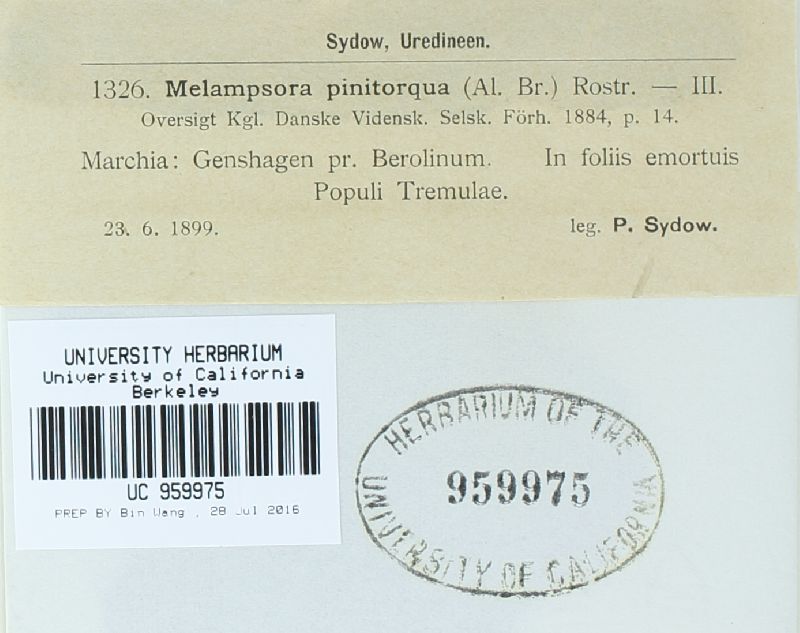 Sydow, Uredineen.
1326. Melampsora pinitorqua (Al. Br.) Rostr. — III.
Oversigt Kgl. Danske Vidensk. Selsk. Förh. 1884, p. 14.
Marchia: Genshagen pr. Berolinum. In foliis emortuis
Populi Tremulae.
23. 6. 1899. leg. P. Sydow.
UNIVERSITY HERBARIUM
University of California
Berkeley
UC 959975
PREP BY Bin Wang , 28 Jul 2016
HERBARIUM OF THE
959975
UNIVERSITY OF CALIFORNIA